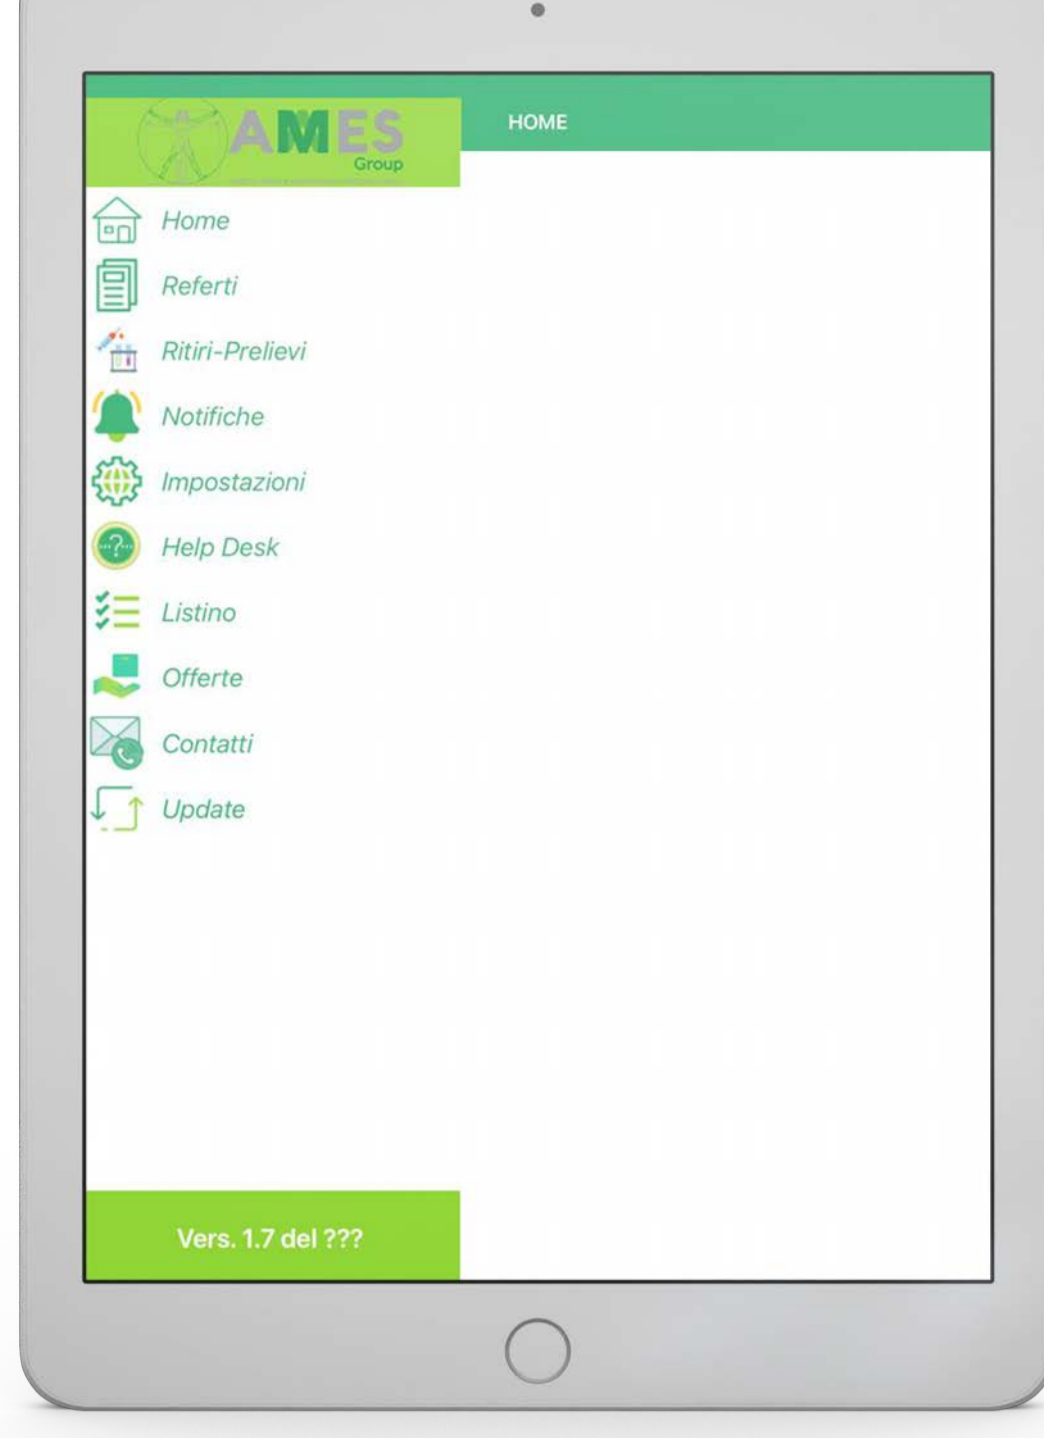 AMES
Group
HOME
Home
Referti
Ritiri-Prelievi
Notifiche
Impostazioni
...?...
Help Desk
Listino
Offerte
Contatti
Update
Vers. 1.7 del ???